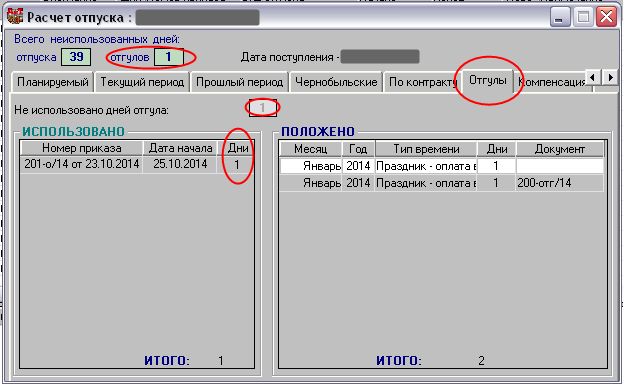 Расчет отпуска :
Всего неиспользованных дней:
отпуска 39 отгулов 1 Дата поступления -
Планируемый Текущий период Прошлый период Чернобыльские По контракту Отгулы Компенсация
Не использовано дней отгула: 1
ИСПОЛЬЗОВАНО
Номер приказа Дата начала Дни
201-о/14 от 23.10.2014 25.10.2014 1
ИТОГО: 1
ПОЛОЖЕНО
Месяц Год Тип времени Дни Документ
Январь 2014 Праздник - оплата в 1
Январь 2014 Праздник - оплата в 1 200-отг/14
ИТОГО: 2